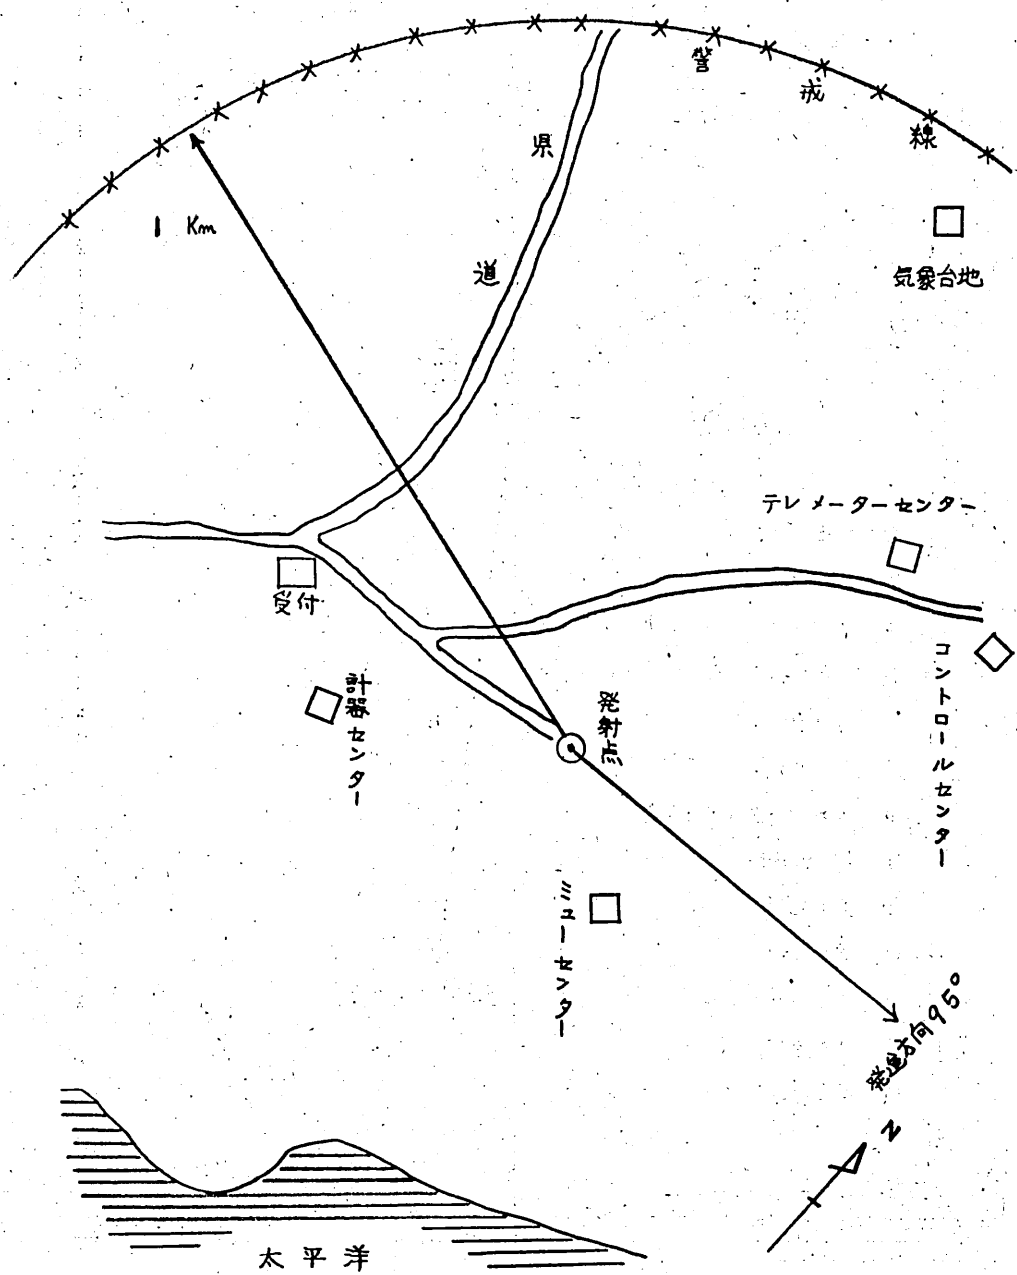 警戒線
県道
1 Km
気象台地
テレメーターセンター
受付
計器センター
発射点
コントロールセンター
ミューセンター
発進方向95°
N
太平洋